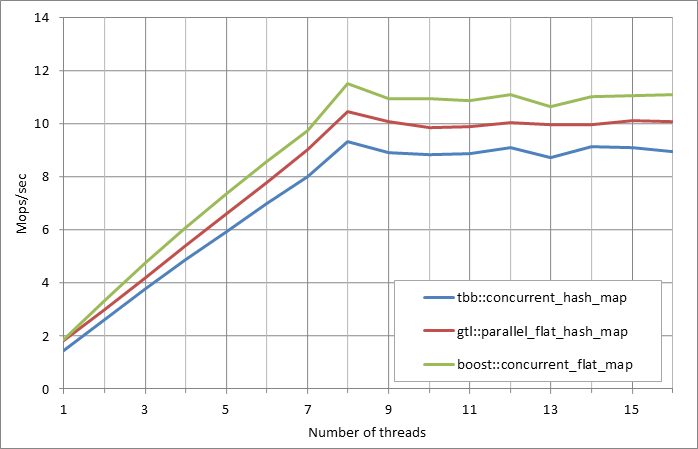 14
12
10
8
6
4
2
0
Mops/sec
tbb::concurrent_hash_map
gtl::parallel_flat_hash_map
boost::concurrent_flat_map
1 3 5 7 9 11 13 15
Number of threads